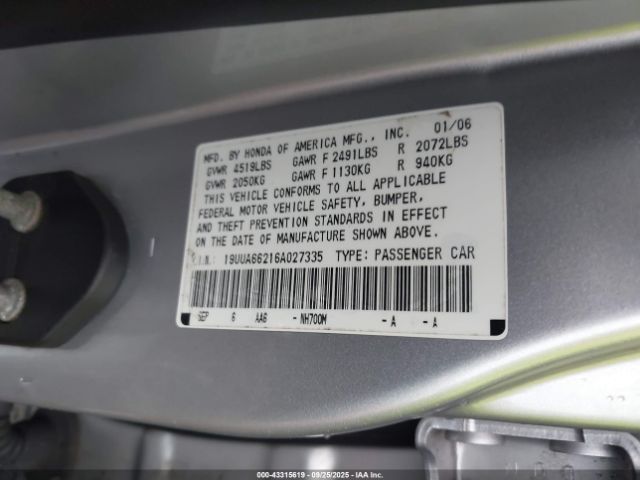 MFD. BY HONDA OF AMERICA MFG., INC. 01/06
GVWR 4519LBS GAWR F 2491LBS R 2072LBS
GVWR 2050KG GAWR F 1130KG R 940KG
THIS VEHICLE CONFORMS TO ALL APPLICABLE
FEDERAL MOTOR VEHICLE SAFETY, BUMPER,
AND THEFT PREVENTION STANDARDS IN EFFECT
ON THE DATE OF MANUFACTURE SHOWN ABOVE.
V.I.N.: 19UUA66216A027335 TYPE: PASSENGER CAR
SEP 6 AA6 - NH700M - A - A
000-43315619 09/25/2025 IAAI.COM